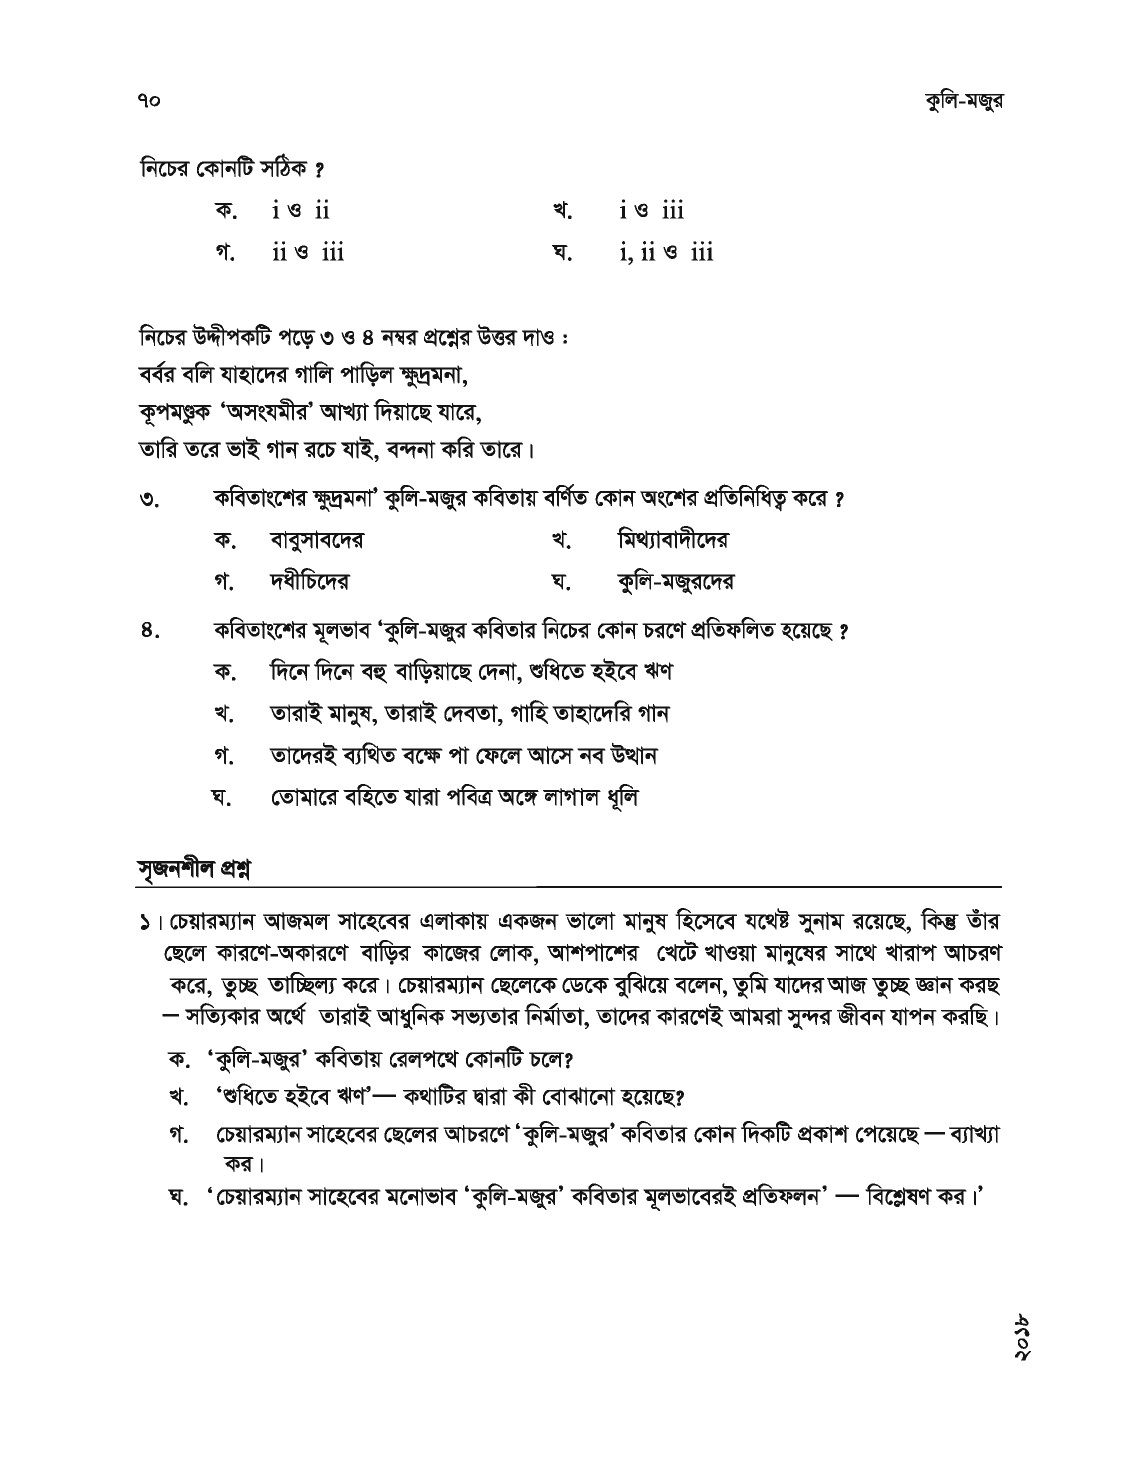 ৭০ কুলি-মজুর
নিচের কোনটি সঠিক ?
ক. i ও ii খ. i ও iii
গ. ii ও iii ঘ. i, ii ও iii
নিচের উদ্দীপকটি পড়ে ৩ ও ৪ নম্বর প্রশ্নের উত্তর দাও :
বর্বর বলি যাহাদের গালি পাড়িল ক্ষুদ্রমনা,
কূপমণ্ডুক ‘অসংযমীর’ আখ্যা দিয়াছে যারে,
তারি তরে ভাই গান রচে যাই, বন্দনা করি তারে।
৩. কবিতাংশের ক্ষুদ্রমনা’ কুলি-মজুর কবিতায় বর্ণিত কোন অংশের প্রতিনিধিত্ব করে ?
ক. বাবুসাবদের খ. মিথ্যাবাদীদের
গ. দধীচিদের ঘ. কুলি-মজুরদের
৪. কবিতাংশের মূলভাব ‘কুলি-মজুর কবিতার নিচের কোন চরণে প্রতিফলিত হয়েছে ?
ক. দিনে দিনে বহু বাড়িয়াছে দেনা, শুধিতে হইবে ঋণ
খ. তারাই মানুষ, তারাই দেবতা, গাহি তাহাদেরি গান
গ. তাদেরই ব্যথিত বক্ষে পা ফেলে আসে নব উত্থান
ঘ. তোমারে বহিতে যারা পবিত্র অঙ্গে লাগাল ধূলি
সৃজনশীল প্রশ্ন
১। চেয়ারম্যান আজমল সাহেবের এলাকায় একজন ভালো মানুষ হিসেবে যথেষ্ট সুনাম রয়েছে, কিন্তু তাঁর
ছেলে কারণে-অকারণে বাড়ির কাজের লোক, আশপাশের খেটে খাওয়া মানুষের সাথে খারাপ আচরণ
করে, তুচ্ছ তাচ্ছিল্য করে। চেয়ারম্যান ছেলেকে ডেকে বুঝিয়ে বলেন, তুমি যাদের আজ তুচ্ছ জ্ঞান করছ
— সত্যিকার অর্থে তারাই আধুনিক সভ্যতার নির্মাতা, তাদের কারণেই আমরা সুন্দর জীবন যাপন করছি।
ক. ‘কুলি-মজুর’ কবিতায় রেলপথে কোনটি চলে?
খ. ‘শুধিতে হইবে ঋণ’— কথাটির দ্বারা কী বোঝানো হয়েছে?
গ. চেয়ারম্যান সাহেবের ছেলের আচরণে ‘কুলি-মজুর’ কবিতার কোন দিকটি প্রকাশ পেয়েছে — ব্যাখ্যা
কর।
ঘ. ‘চেয়ারম্যান সাহেবের মনোভাব ‘কুলি-মজুর’ কবিতার মূলভাবেরই প্রতিফলন’ — বিশ্লেষণ কর।’
২০১৮